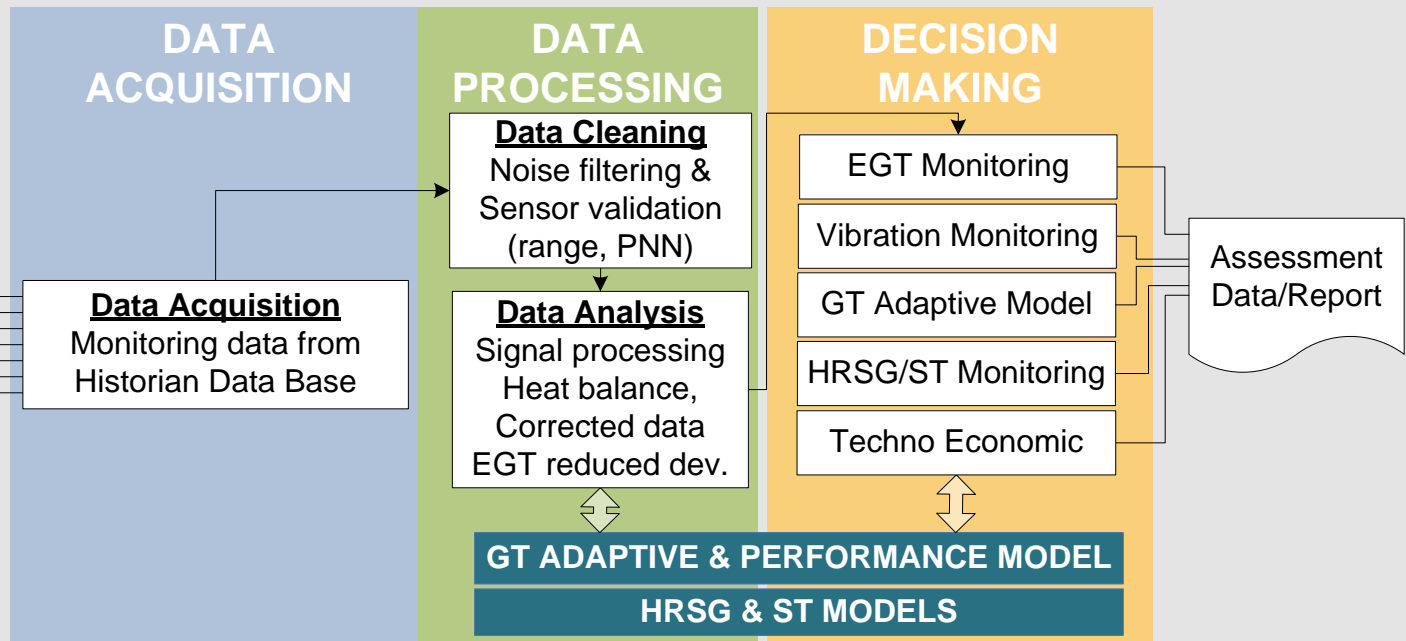 DATA
ACQUISITION
DATA
PROCESSING
DECISION
MAKING
Data Acquisition
Monitoring data from
Historian Data Base
Data Cleaning
Noise filtering &
Sensor validation
(range, PNN)
Data Analysis
Signal processing
Heat balance,
Corrected data
EGT reduced dev.
EGT Monitoring
Vibration Monitoring
GT Adaptive Model
HRSG/ST Monitoring
Techno Economic
Assessment
Data/Report
GT ADAPTIVE & PERFORMANCE MODEL
HRSG & ST MODELS